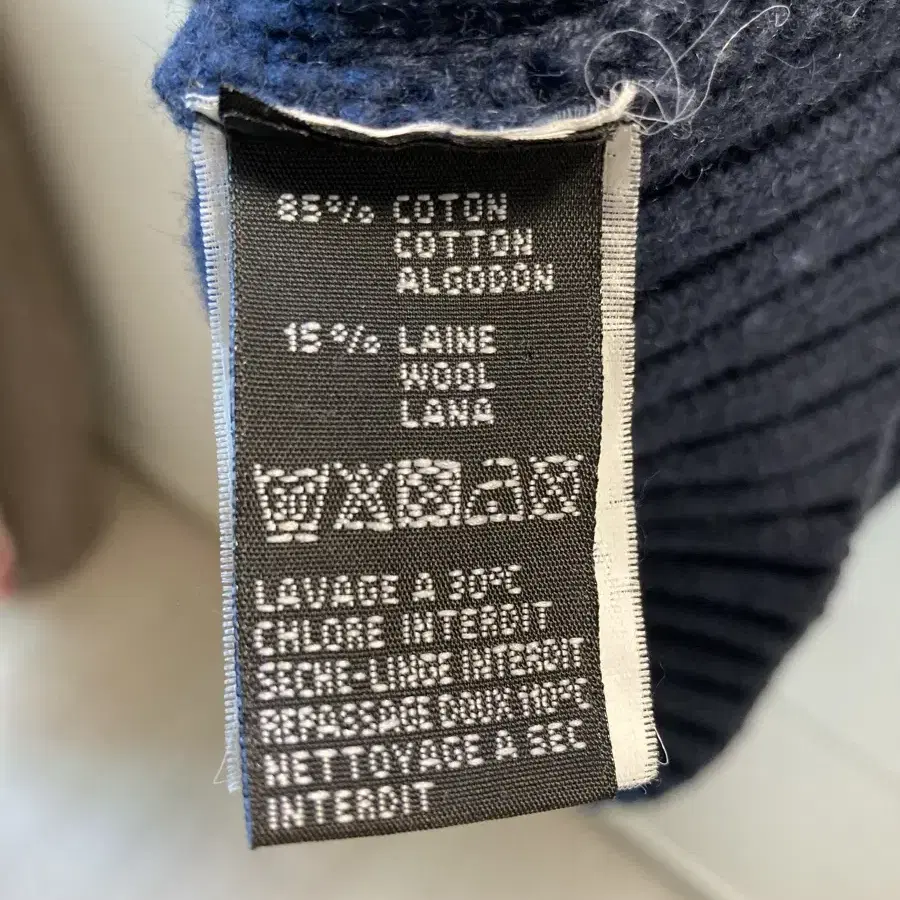 85% COTON
COTTON
ALGODON
15% LAINE
WOOL
LANA
LAVAGE A 30°C
CHLORE INTERDIT
SECHE-LINGE INTERDIT
REPASSAGE DOUX 110°C
NETTOYAGE A SEC
INTERDIT